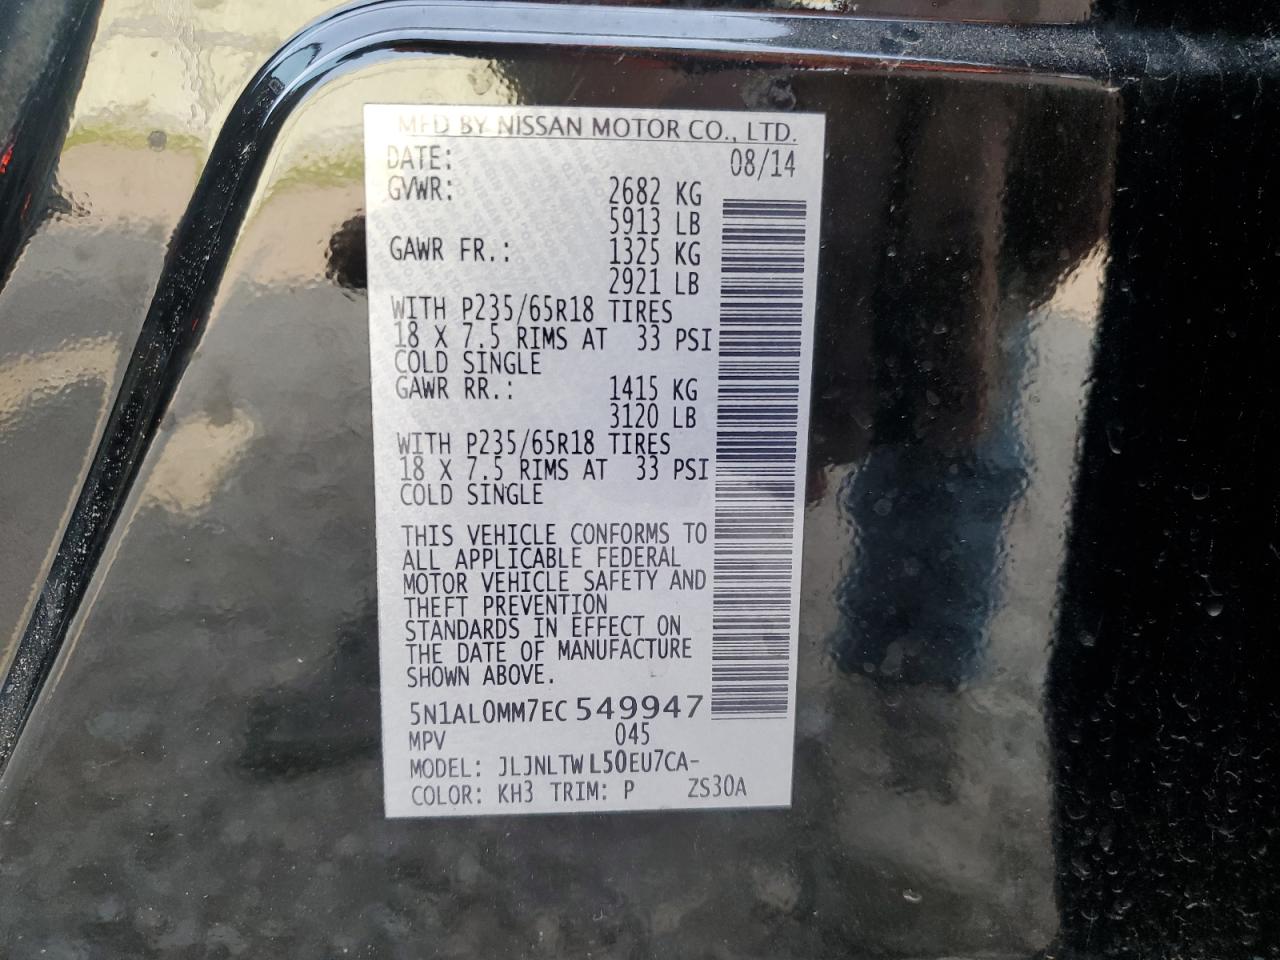 MFD BY NISSAN MOTOR CO., LTD.
DATE: 08/14
GVWR: 2682 KG
5913 LB
GAWR FR.: 1325 KG
2921 LB
WITH P235/65R18 TIRES
18 X 7.5 RIMS AT 33 PSI
COLD SINGLE
GAWR RR.: 1415 KG
3120 LB
WITH P235/65R18 TIRES
18 X 7.5 RIMS AT 33 PSI
COLD SINGLE
THIS VEHICLE CONFORMS TO
ALL APPLICABLE FEDERAL
MOTOR VEHICLE SAFETY AND
THEFT PREVENTION
STANDARDS IN EFFECT ON
THE DATE OF MANUFACTURE
SHOWN ABOVE.
5N1AL0MM7EC549947
MPV 045
MODEL: JLJNLTWL50EU7CA-
COLOR: KH3 TRIM: P ZS30A